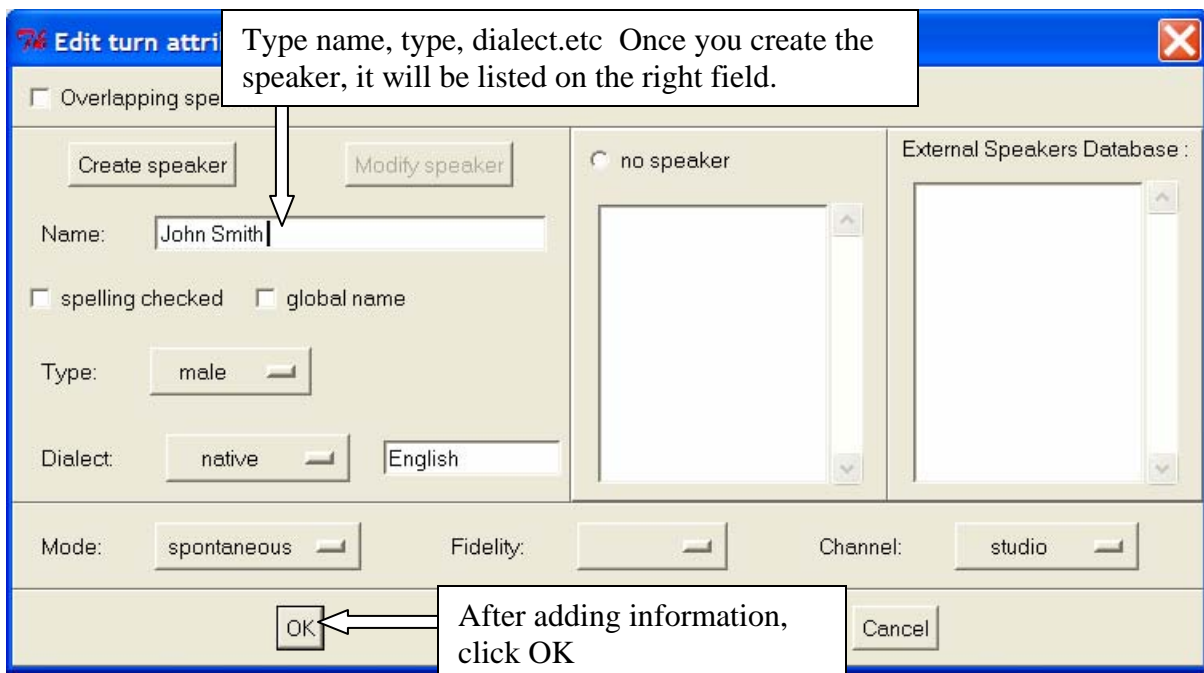 Edit turn attri
Type name, type, dialect.etc Once you create the
speaker, it will be listed on the right field.
Overlapping spe
Create speaker
Modify speaker
no speaker
External Speakers Database :
Name:
John Smith
spelling checked
global name
Type:
male
Dialect:
native
English
Mode:
spontaneous
Fidelity:
Channel:
studio
OK
After adding information,
click OK
Cancel